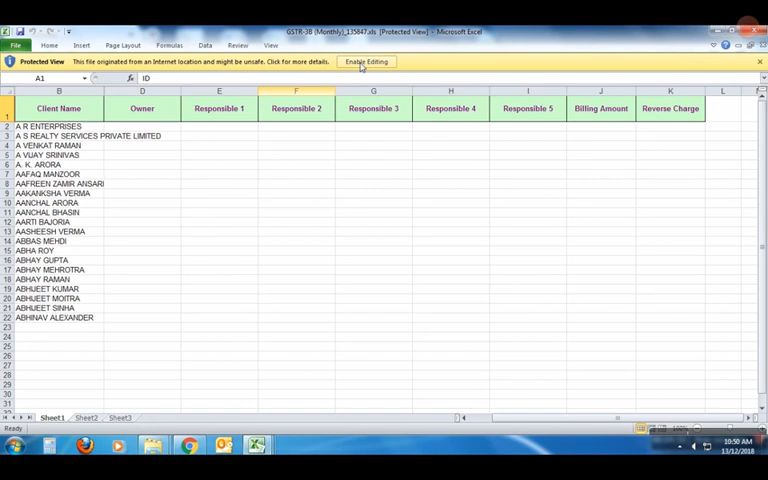 GSTR-3B (Monthly)_135847.xls [Protected View] - Microsoft Excel
File Home Insert Page Layout Formulas Data Review View
Protected View This file originated from an Internet location and might be unsafe. Click for more details. Enable Editing
A1 fx ID
B C D E F G H I J K L
1 Client Name Owner Responsible 1 Responsible 2 Responsible 3 Responsible 4 Responsible 5 Billing Amount Reverse Charge
2 A R ENTERPRISES
3 A S REALTY SERVICES PRIVATE LIMITED
4 A VENKAT RAMAN
5 A VIJAY SRINIVAS
6 A. K. ARORA
7 AAFAQ MANZOOR
8 AAFREEN ZAMIR ANSARI
9 AAKANKSHA VERMA
10 AANCHAL ARORA
11 AANCHAL BHASIN
12 AARTI BAJORIA
13 AASHEESH VERMA
14 ABBAS MEHDI
15 ABHA ROY
16 ABHAY GUPTA
17 ABHAY MEHROTRA
18 ABHAY RAMAN
19 ABHIJEET KUMAR
20 ABHIJEET MOITRA
21 ABHIJEET SINHA
22 ABHINAV ALEXANDER
23
24
25
26
27
28
29
30
31
Sheet1 Sheet2 Sheet3
Ready 100%
10:50 AM
13/12/2018